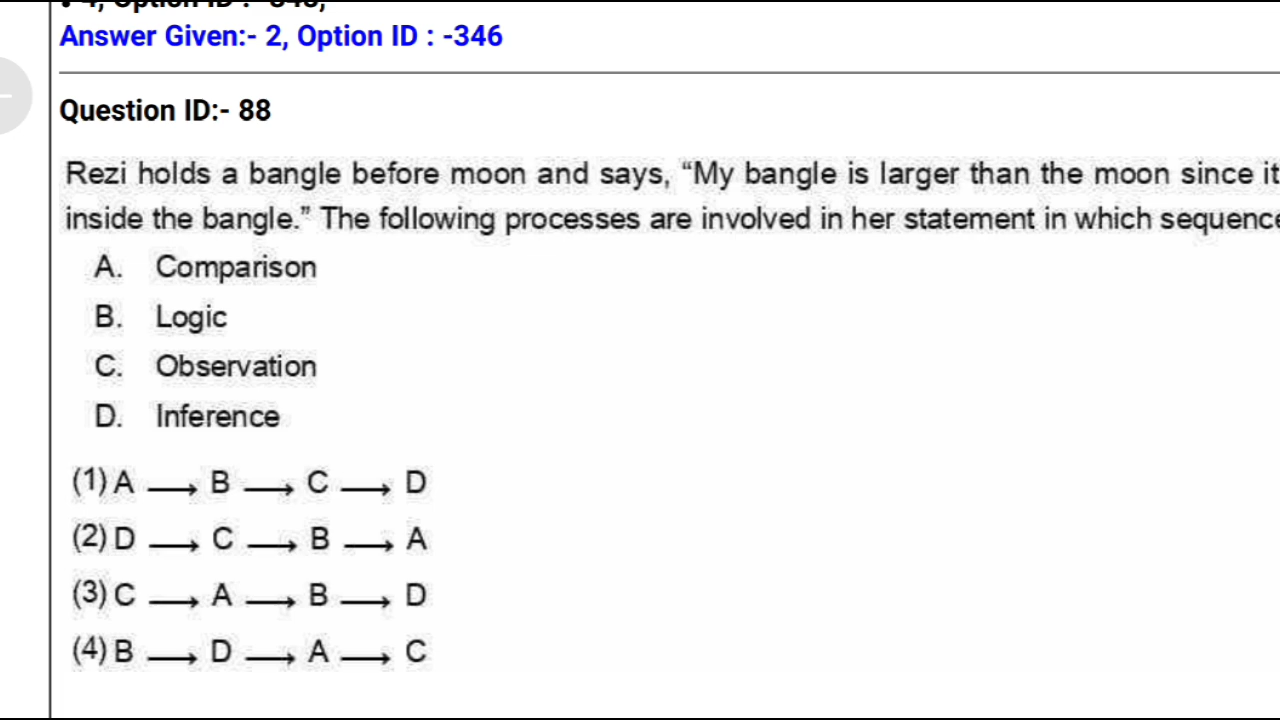 Answer Given:- 2, Option ID : -346
Question ID:- 88
Rezi holds a bangle before moon and says, “My bangle is larger than the moon since it
inside the bangle.” The following processes are involved in her statement in which sequence
A. Comparison
B. Logic
C. Observation
D. Inference
(1) A ⟶ B ⟶ C ⟶ D
(2) D ⟶ C ⟶ B ⟶ A
(3) C ⟶ A ⟶ B ⟶ D
(4) B ⟶ D ⟶ A ⟶ C